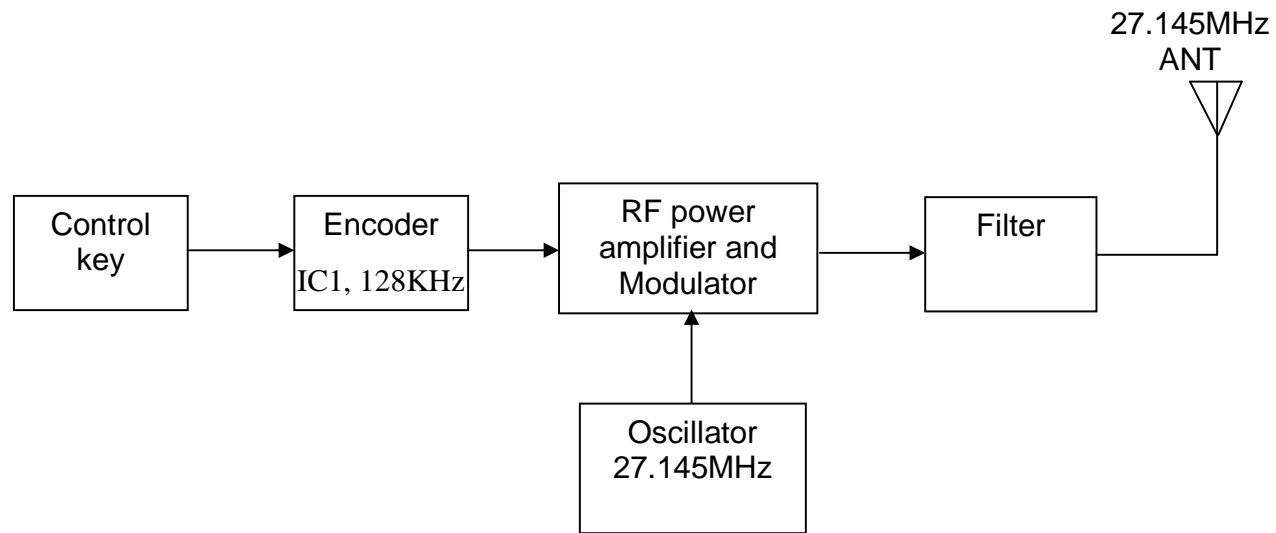 27.145MHz
ANT
Control
key
Encoder
IC1, 128KHz
RF power
amplifier and
Modulator
Filter
Oscillator
27.145MHz